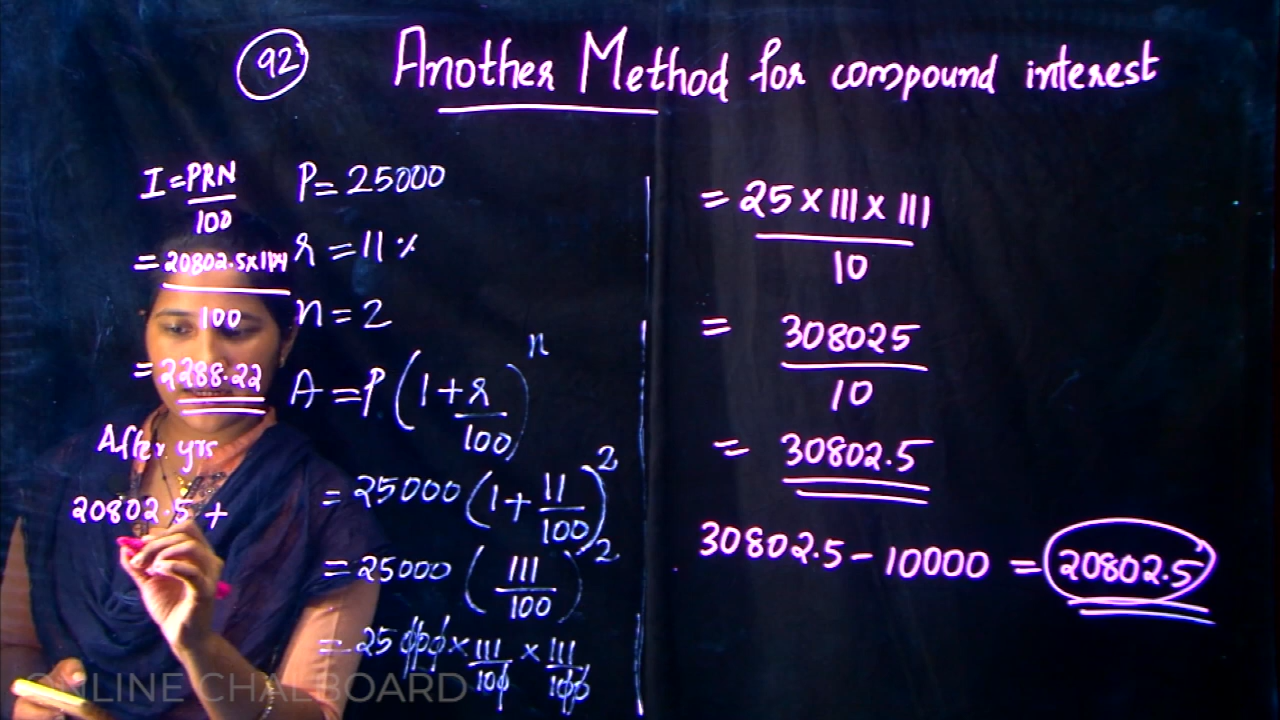 92 Another Method for compound interest
I = PRN/100
= 20802.5×11×1/100
= 2288.22
After yrs
20802.5 +
P = 25000
r = 11 %
n = 2
A = P (1 + r/100)^n
= 25000 (1 + 11/100)^2
= 25000 (111/100)^2
= 25000 × 111/100 × 111/100
= 25 × 111 × 111/10
= 308025/10
= 30802.5
30802.5 − 10000 = 20802.5
ONLINE CHALBOARD